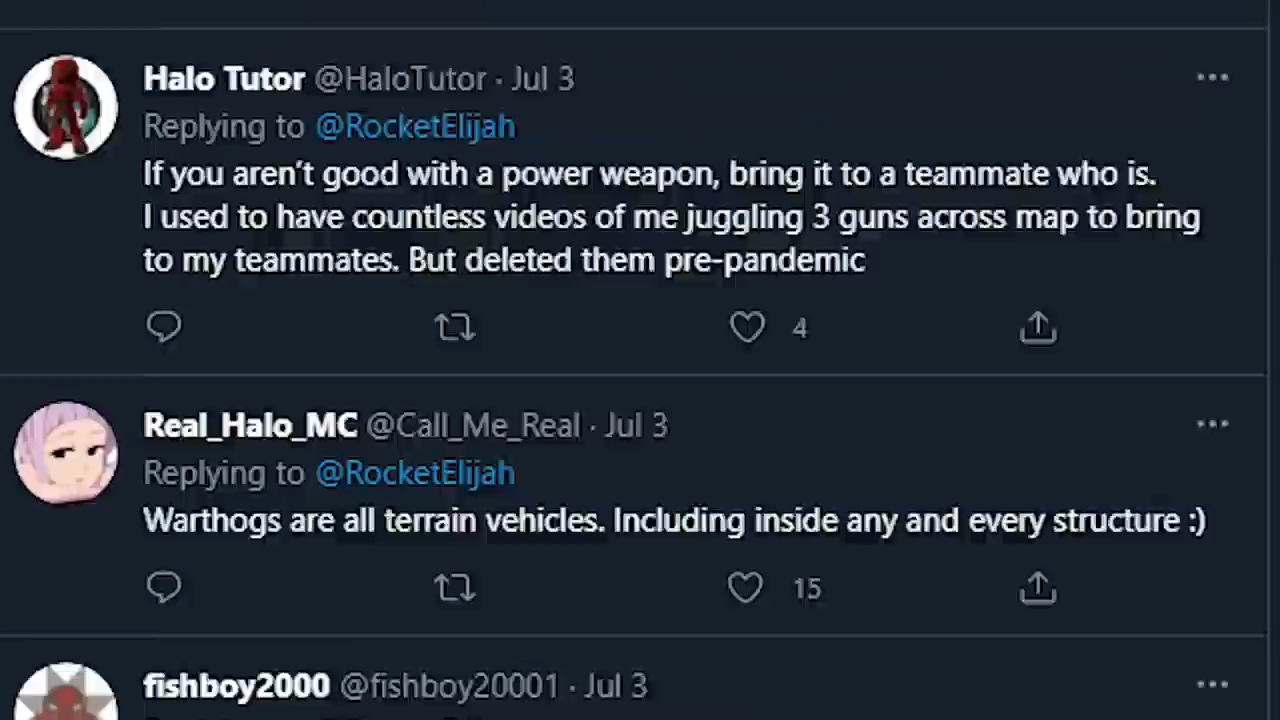 Halo Tutor @HaloTutor · Jul 3
Replying to @RocketElijah
If you aren’t good with a power weapon, bring it to a teammate who is.
I used to have countless videos of me juggling 3 guns across map to bring
to my teammates. But deleted them pre-pandemic
4
Real_Halo_MC @Call_Me_Real · Jul 3
Replying to @RocketElijah
Warthogs are all terrain vehicles. Including inside any and every structure :)
15
fishboy2000 @fishboy20001 · Jul 3